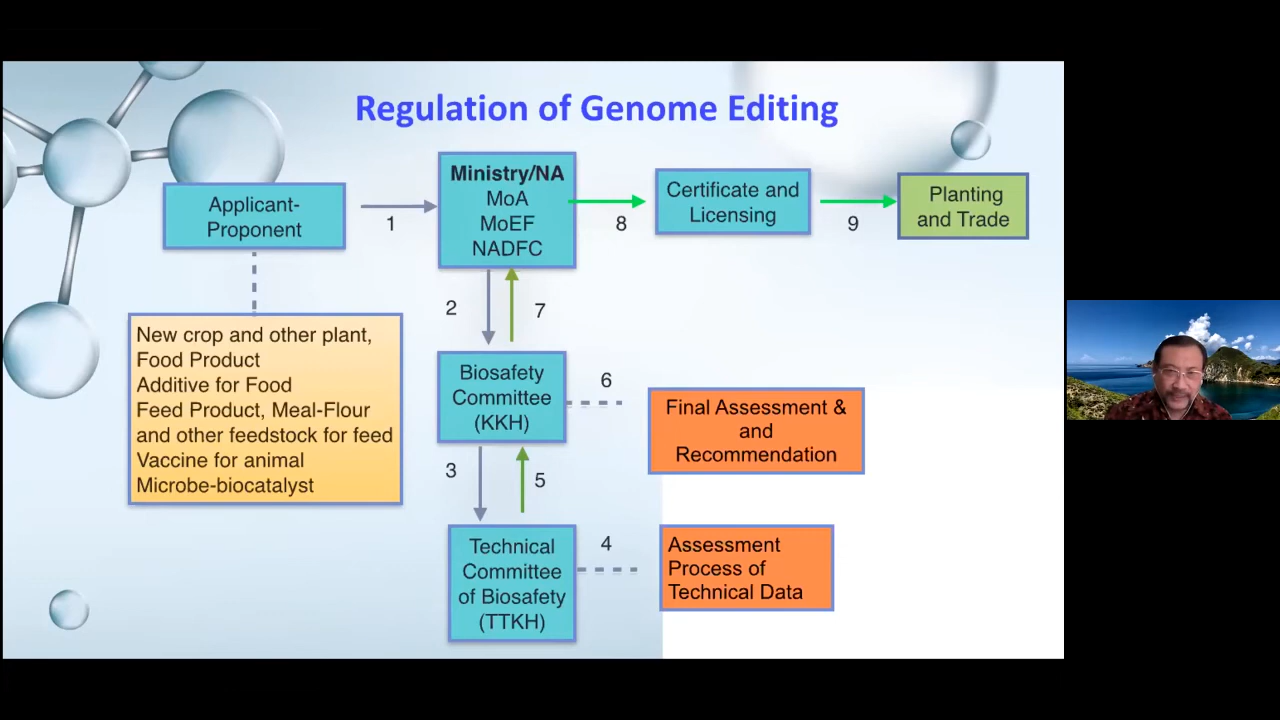 Regulation of Genome Editing
Applicant-
Proponent
1
Ministry/NA
MoA
MoEF
NADFC
8
Certificate and
Licensing
9
Planting
and Trade
2
7
New crop and other plant,
Food Product
Additive for Food
Feed Product, Meal-Flour
and other feedstock for feed
Vaccine for animal
Microbe-biocatalyst
Biosafety
Committee
(KKH)
6
Final Assessment &
and
Recommendation
3
5
Technical
Committee
of Biosafety
(TTKH)
4
Assessment
Process of
Technical Data